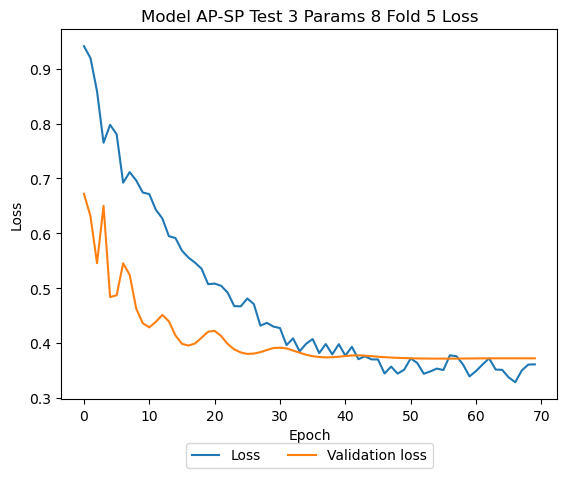 Model AP-SP Test 3 Params 8 Fold 5 Loss
Loss
0.9
0.8
0.7
0.6
0.5
0.4
0.3
0 10 20 30 40 50 60 70
Epoch
Loss Validation loss